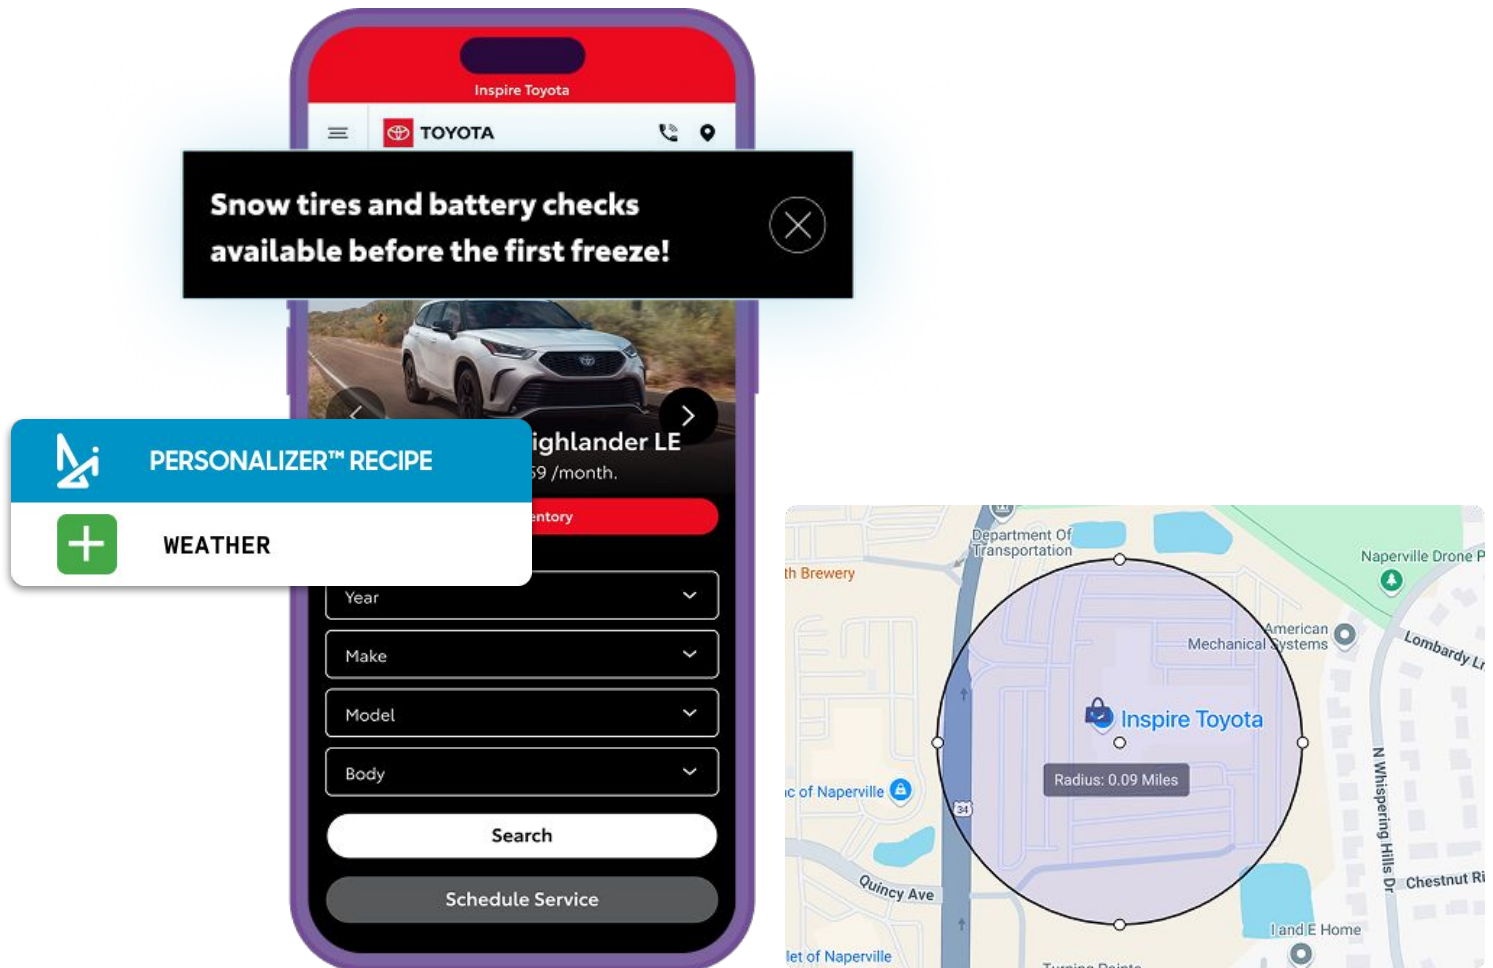 Inspire Toyota
TOYOTA
Snow tires and battery checks
available before the first freeze!
ighlander LE
59 /month.
PERSONALIZER™ RECIPE
entory
WEATHER
Year
Make
Model
Body
Search
Schedule Service
Department Of
Transportation
th Brewery
Naperville Drone P
American
Mechanical Systems
Lombardy Ln
Inspire Toyota
Radius: 0.09 Miles
c of Naperville
34
N Whispering Hills Dr
Quincy Ave
Chestnut Ri
I and E Home
let of Naperville
Turning Pointe